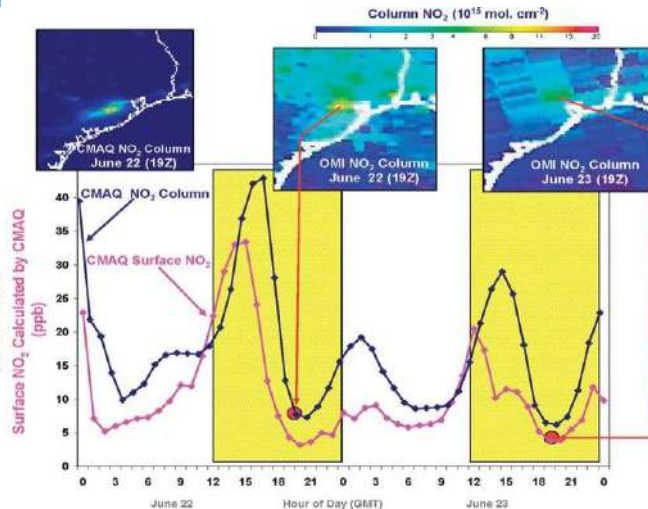 Column NO₂ (10¹⁵ mol. cm⁻²)
0 1 2 3 4 5 6 8 11 15 20
CMAQ NO₂ Column
June 22 (19Z)
OMI NO₂ Column
June 22 (19Z)
OMI NO₂ Column
June 23 (19Z)
CMAQ NO₂ Column
CMAQ Surface NO₂
Surface NO₂ Calculated by CMAQ
(ppb)
40
35
30
25
20
15
10
5
0
0 3 6 9 12 15 18 21 0 3 6 9 12 15 18 21 0
June 22 Hour of Day (GMT) June 23